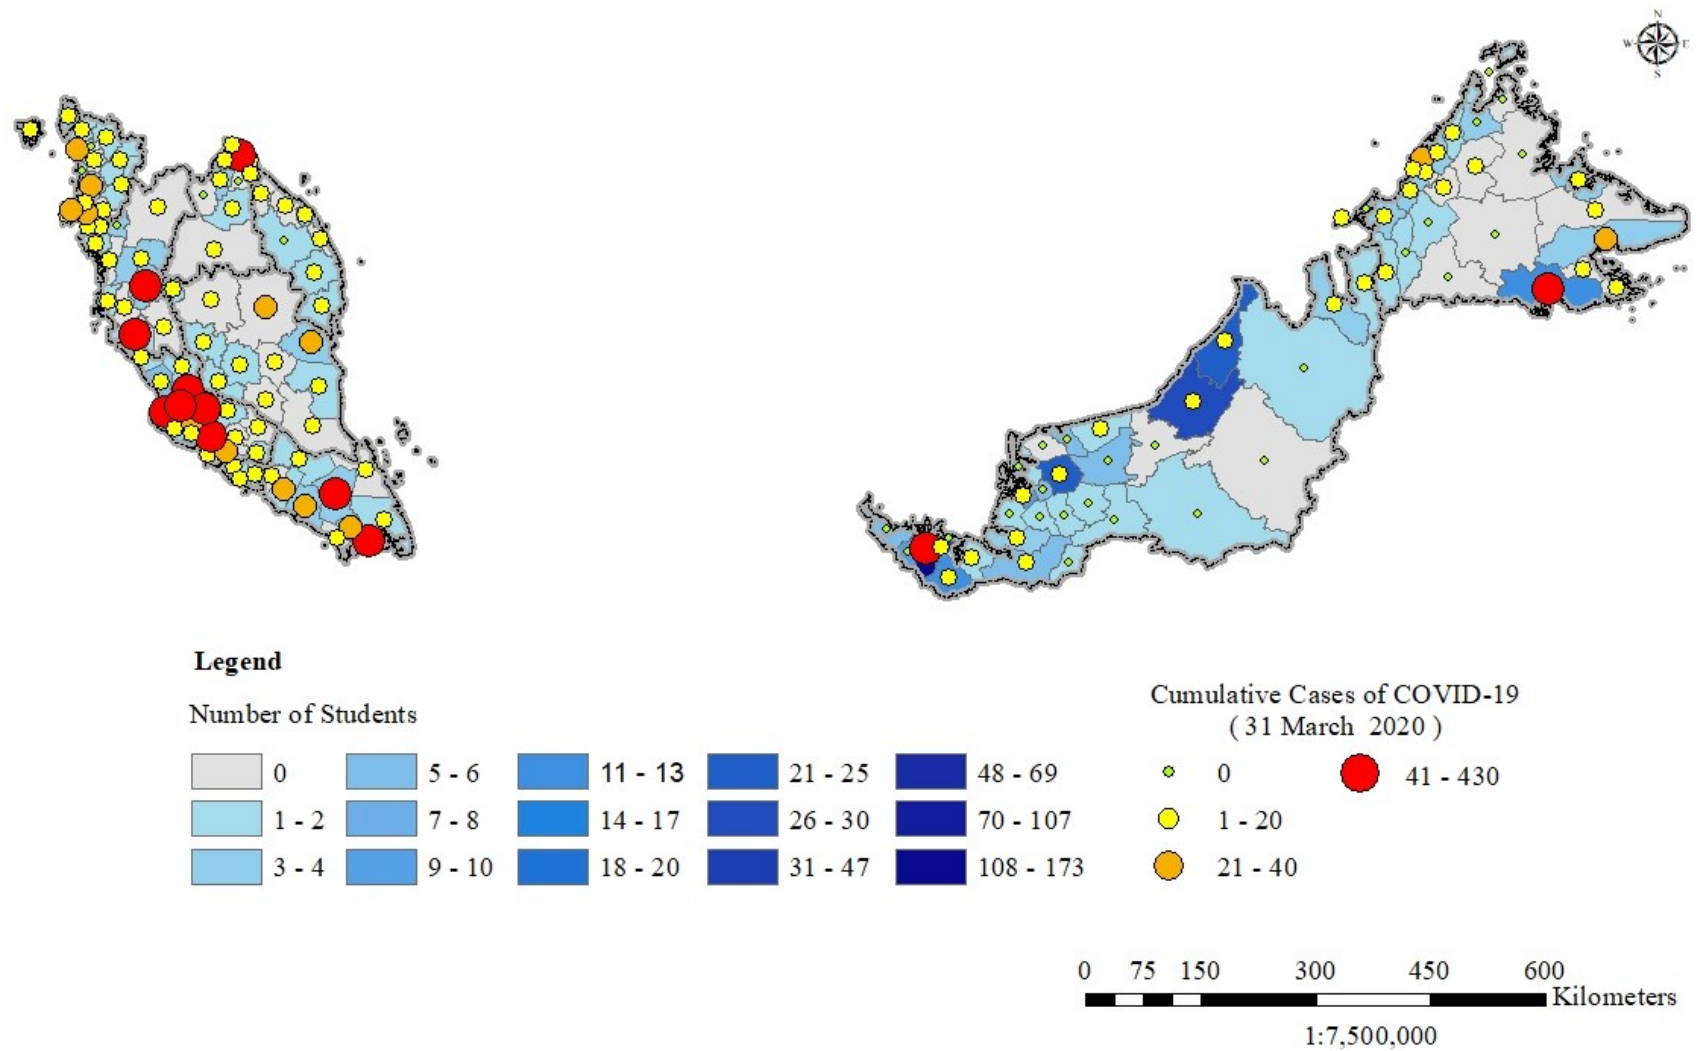 N
W E
S
Legend
Number of Students
Cumulative Cases of COVID-19
( 31 March 2020 )
0 5 - 6 11 - 13 21 - 25 48 - 69 0 41 - 430
1 - 2 7 - 8 14 - 17 26 - 30 70 - 107 1 - 20
3 - 4 9 - 10 18 - 20 31 - 47 108 - 173 21 - 40
0 75 150 300 450 600
Kilometers
1:7,500,000